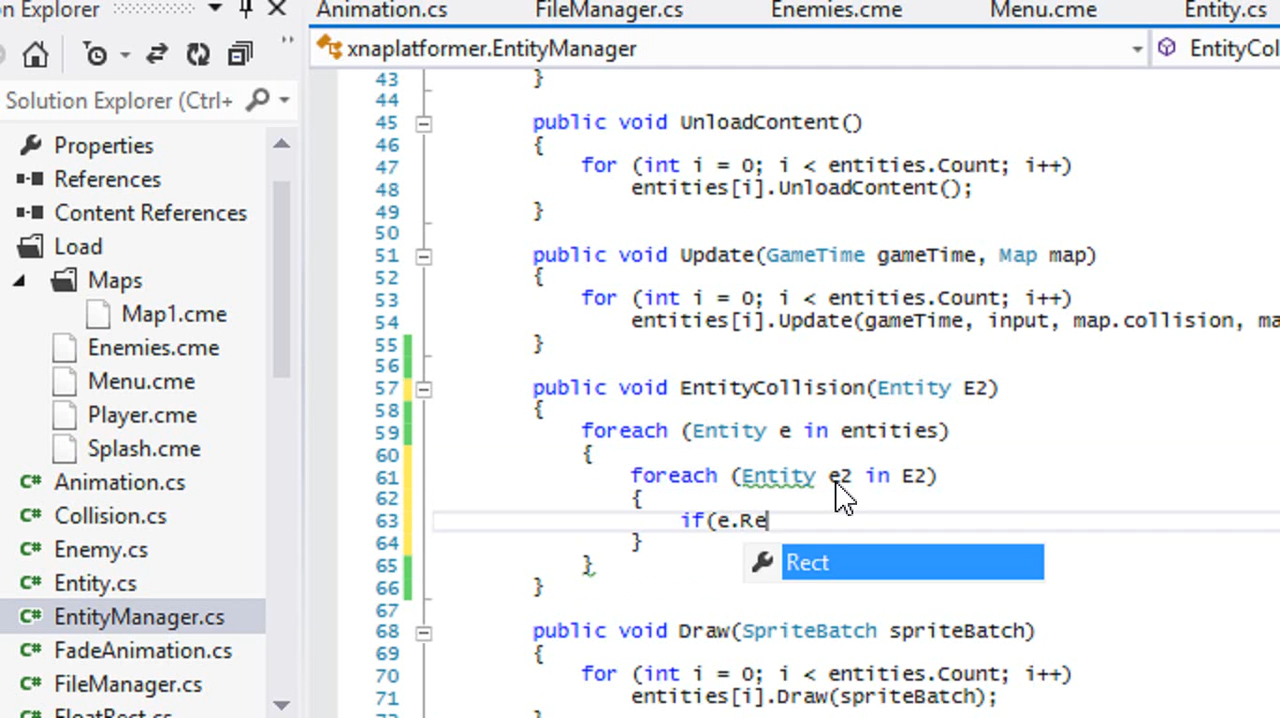 n Explorer
Animation.cs FileManager.cs Enemies.cme Menu.cme Entity.cs
xnaplatformer.EntityManager EntityCol
Solution Explorer (Ctrl+
Properties
References
Content References
Load
Maps
Map1.cme
Enemies.cme
Menu.cme
Player.cme
Splash.cme
C# Animation.cs
C# Collision.cs
C# Enemy.cs
C# Entity.cs
C# EntityManager.cs
C# FadeAnimation.cs
C# FileManager.cs
C# FloatRect.cs
43 }
44
45 public void UnloadContent()
46 {
47 for (int i = 0; i < entities.Count; i++)
48 entities[i].UnloadContent();
49 }
50
51 public void Update(GameTime gameTime, Map map)
52 {
53 for (int i = 0; i < entities.Count; i++)
54 entities[i].Update(gameTime, input, map.collision, ma
55 }
56
57 public void EntityCollision(Entity E2)
58 {
59 foreach (Entity e in entities)
60 {
61 foreach (Entity e2 in E2)
62 {
63 if(e.Re
64 }
Rect
65 }
66 }
67
68 public void Draw(SpriteBatch spriteBatch)
69 {
70 for (int i = 0; i < entities.Count; i++)
71 entities[i].Draw(spriteBatch);